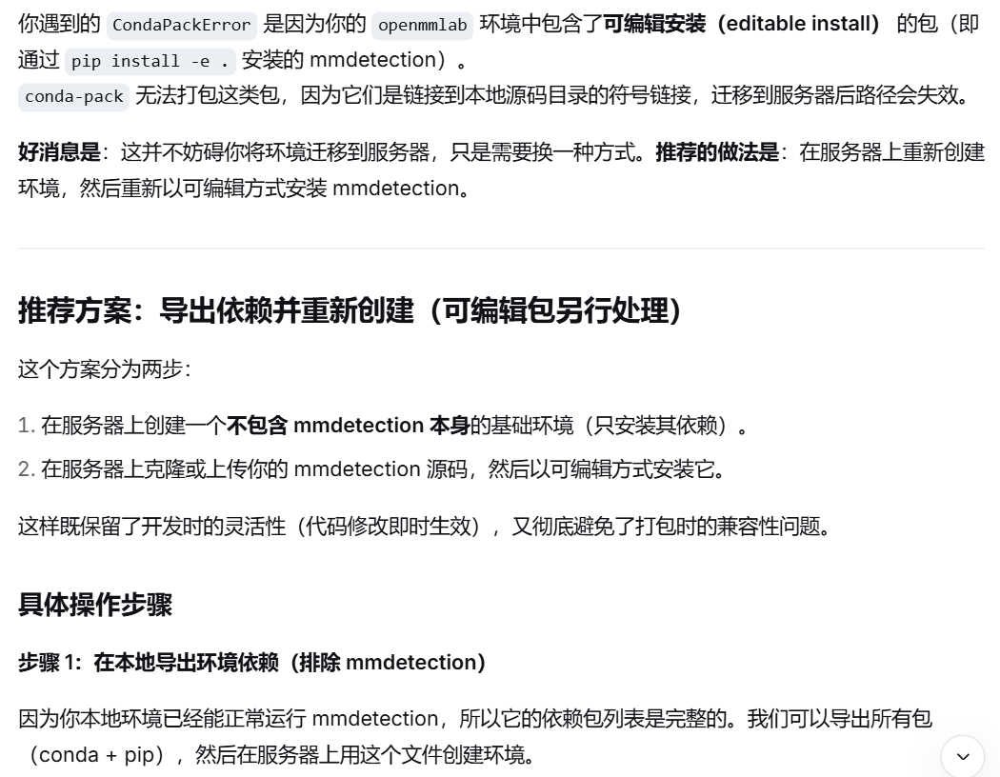 你遇到的 CondaPackError 是因为你的 openmmlab 环境中包含了可编辑安装（editable install） 的包（即
通过 pip install -e . 安装的 mmdetection）。
conda-pack 无法打包这类包，因为它们是链接到本地源码目录的符号链接，迁移到服务器后路径会失效。
好消息是：这并不妨碍你将环境迁移到服务器，只是需要换一种方式。推荐的做法是：在服务器上重新创建
环境，然后重新以可编辑方式安装 mmdetection。
推荐方案：导出依赖并重新创建（可编辑包另行处理）
这个方案分为两步：
1. 在服务器上创建一个不包含 mmdetection 本身的基础环境（只安装其依赖）。
2. 在服务器上克隆或上传你的 mmdetection 源码，然后以可编辑方式安装它。
这样既保留了开发时的灵活性（代码修改即时生效），又彻底避免了打包时的兼容性问题。
具体操作步骤
步骤 1：在本地导出环境依赖（排除 mmdetection）
因为你本地环境已经能正常运行 mmdetection，所以它的依赖包列表是完整的。我们可以导出所有包
（conda + pip），然后在服务器上用这个文件创建环境。